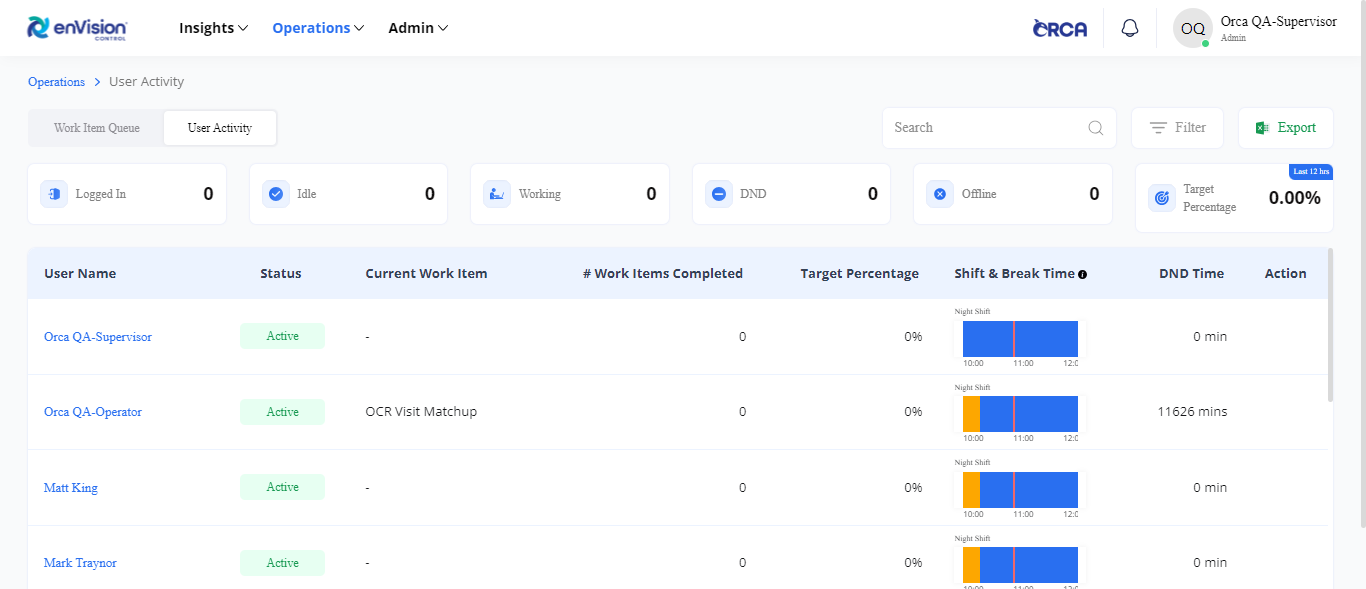 enVision
CONTROL
Insights Operations Admin
ORCA
OQ
Orca QA-Supervisor
Admin
Operations > User Activity
Work Item Queue User Activity
Search
Filter
Export
Logged In 0
Idle 0
Working 0
DND 0
Offline 0
Last 12 hrs
Target
Percentage
0.00%
User Name Status Current Work Item # Work Items Completed Target Percentage Shift & Break Time DND Time Action
Night Shift
Orca QA-Supervisor Active - 0 0% 0 min
10:00 11:00 12:0
Night Shift
Orca QA-Operator Active OCR Visit Matchup 0 0% 11626 mins
10:00 11:00 12:0
Night Shift
Matt King Active - 0 0% 0 min
10:00 11:00 12:0
Night Shift
Mark Traynor Active - 0 0% 0 min
10:00 11:00 12:0